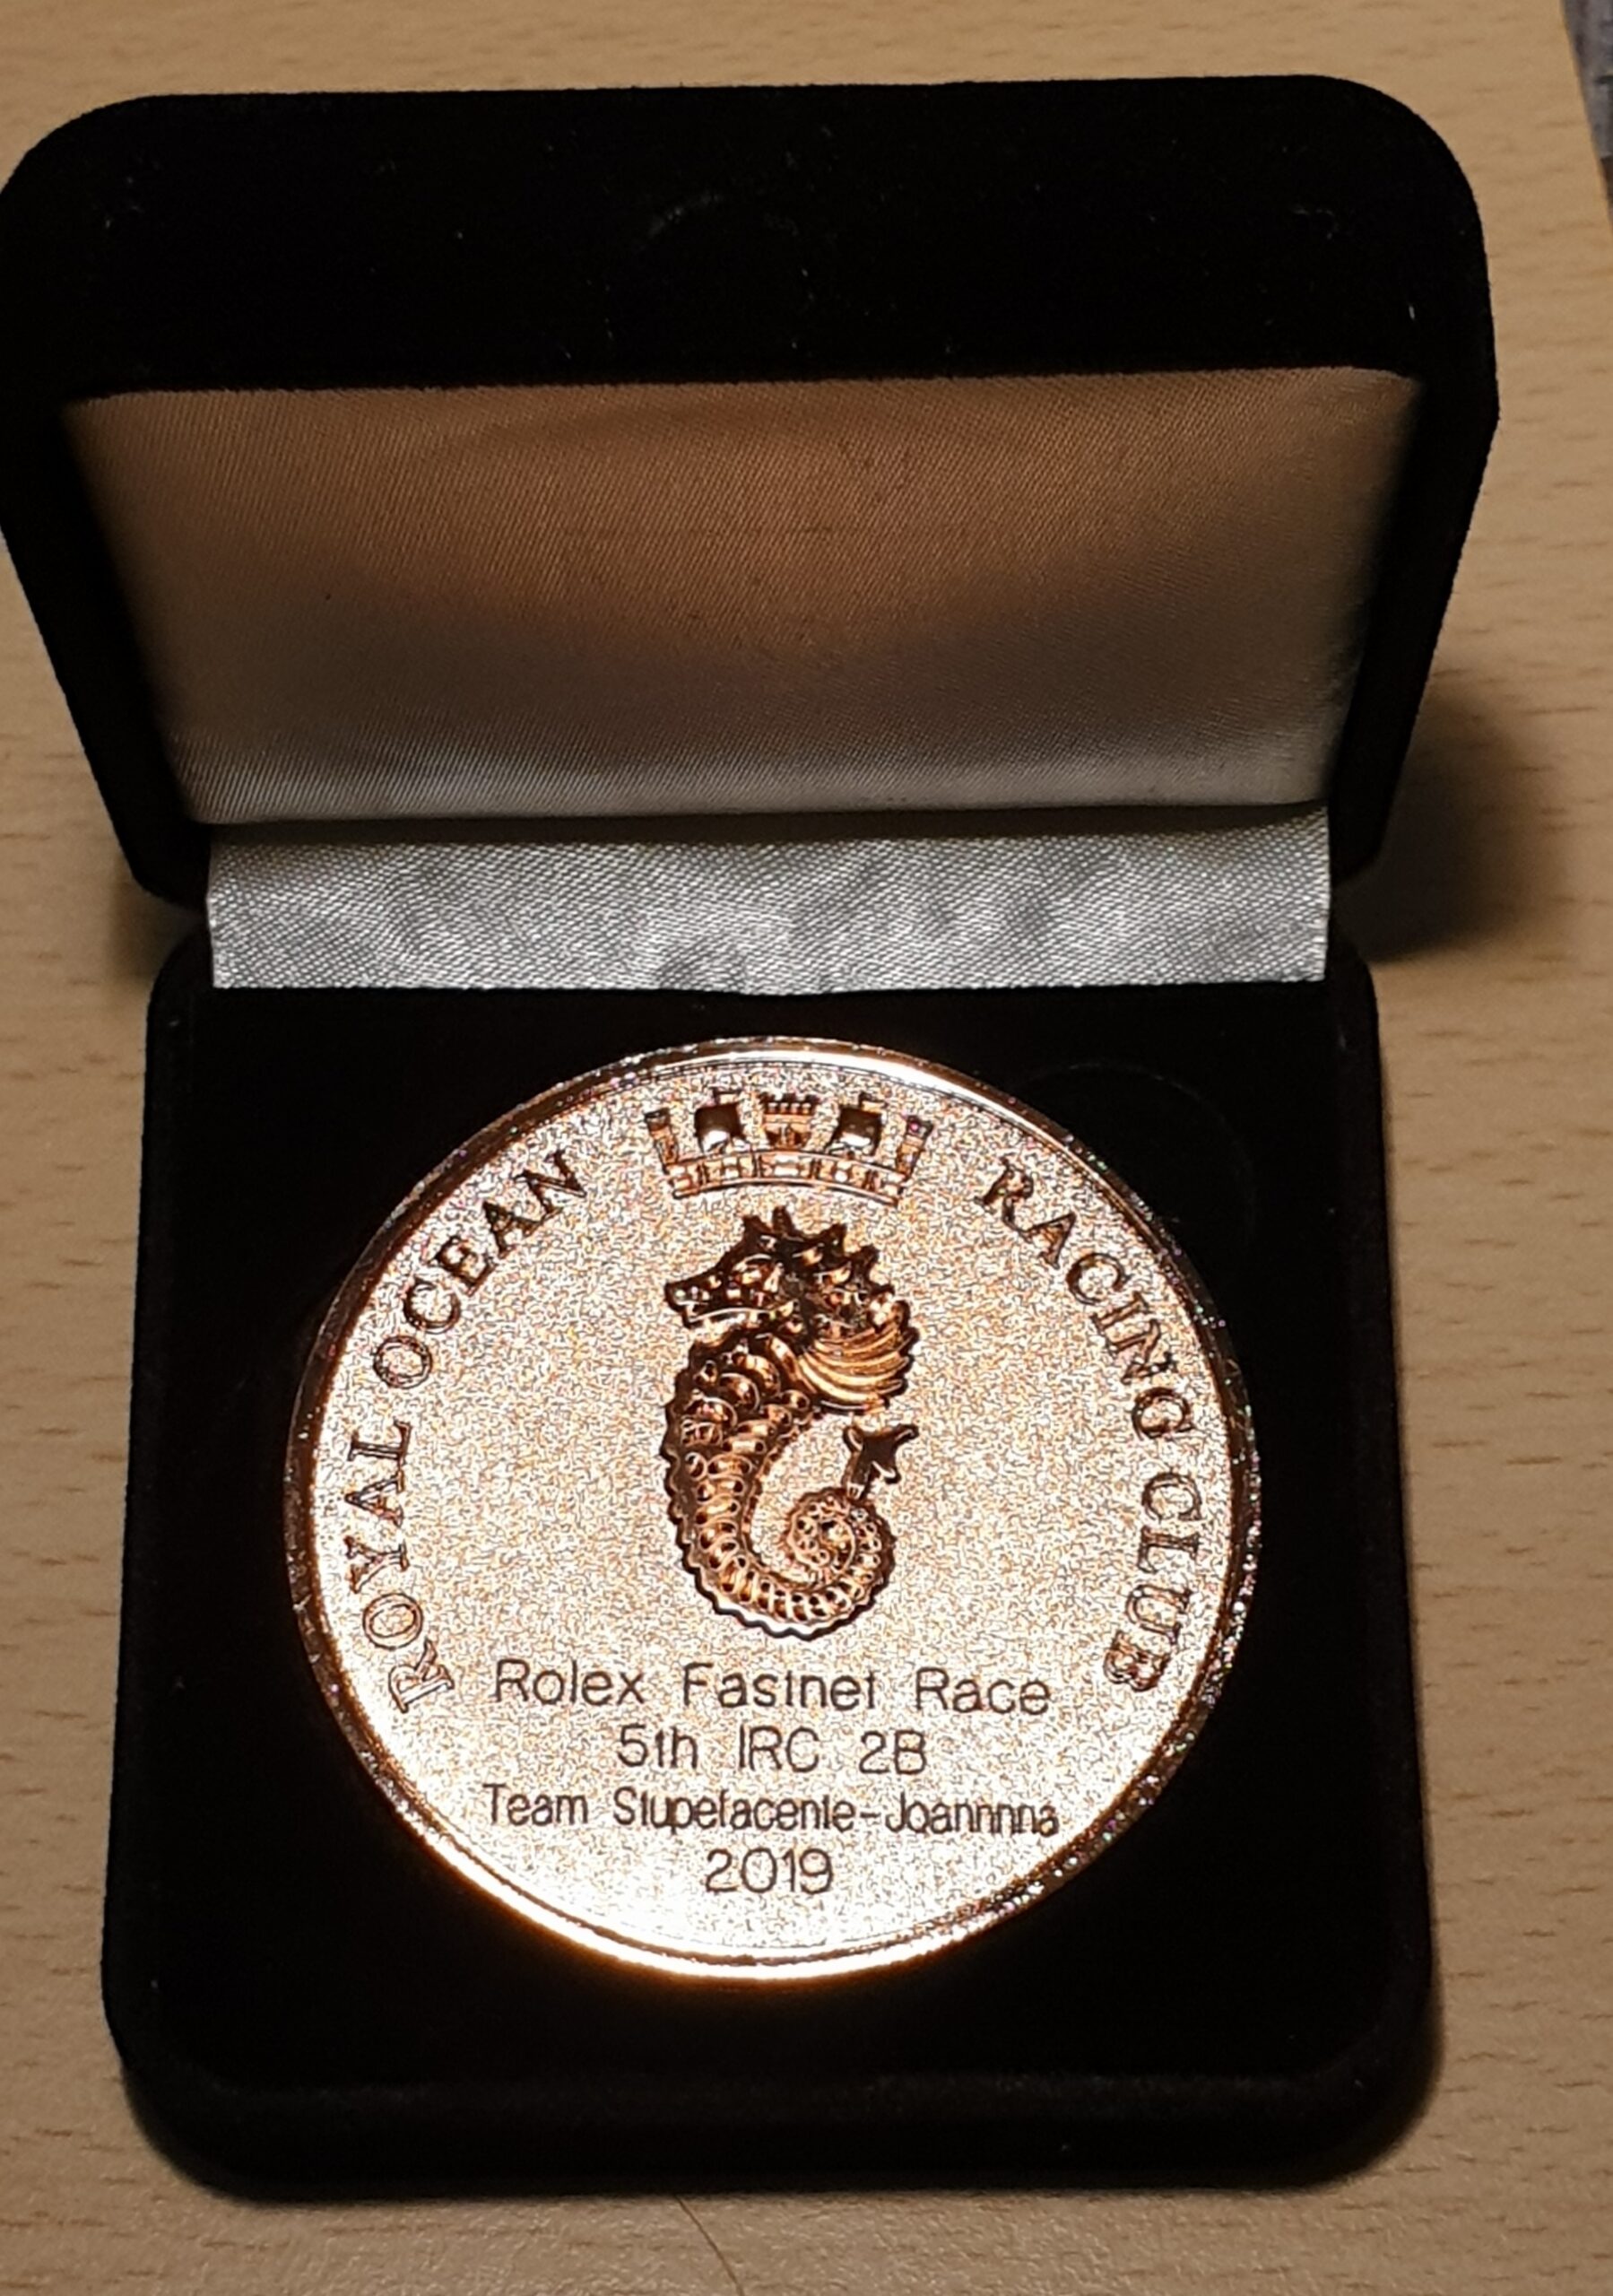 ROYAL OCEAN RACING CLUB
Rolex Fastnet Race
5th IRC 2B
Team Stupefacente-Joannnna
2019